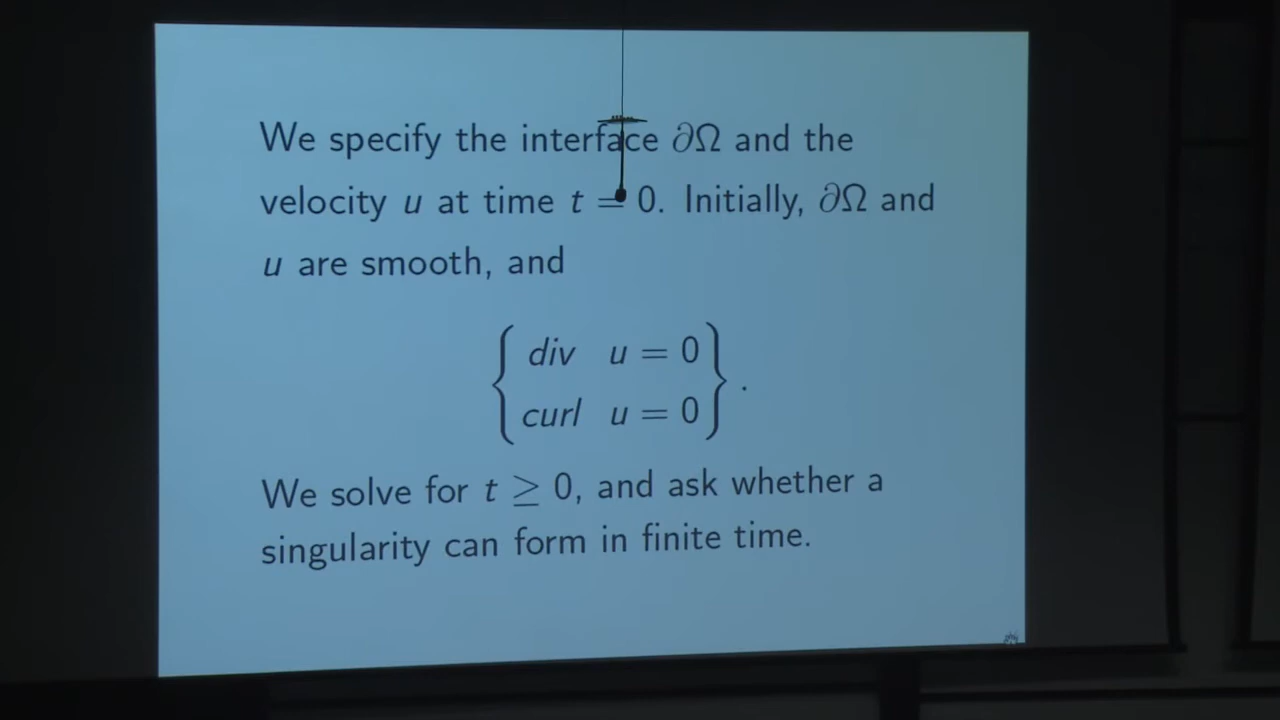 We specify the interface ∂Ω and the
velocity u at time t = 0. Initially, ∂Ω and
u are smooth, and
{ div u = 0
curl u = 0 } .
We solve for t ≥ 0, and ask whether a
singularity can form in finite time.